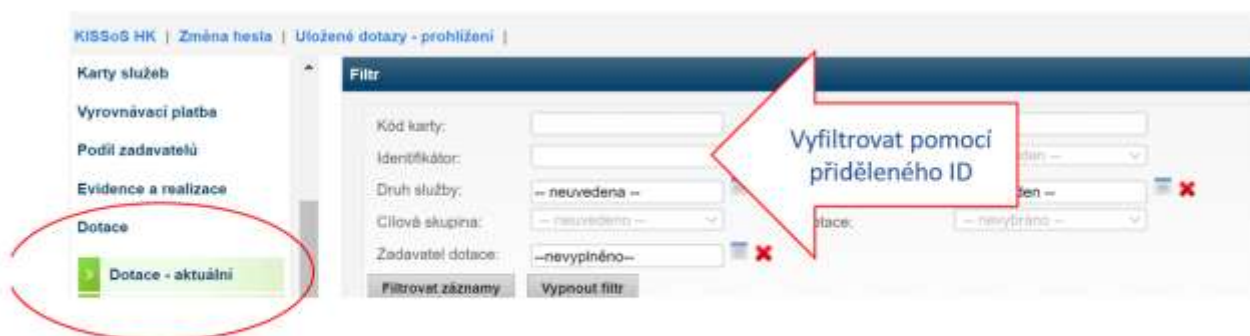 KISSoS HK | Změna hesla | Uložené dotazy - prohlížení |
Karty služeb
Filtr
Vyrovnávací platba
Kód karty:
Podíl zadavatelů
Identifikátor:
Evidence a realizace
Druh služby:
-- neuvedena --
Dotace
Cílová skupina:
-- neuvedeno --
-- nevybráno --
Zadavatel dotace:
--nevyplněno--
Dotace - aktuální
Filtrovat záznamy
Vypnout filtr
Vyfiltrovat pomocí
přiděleného ID